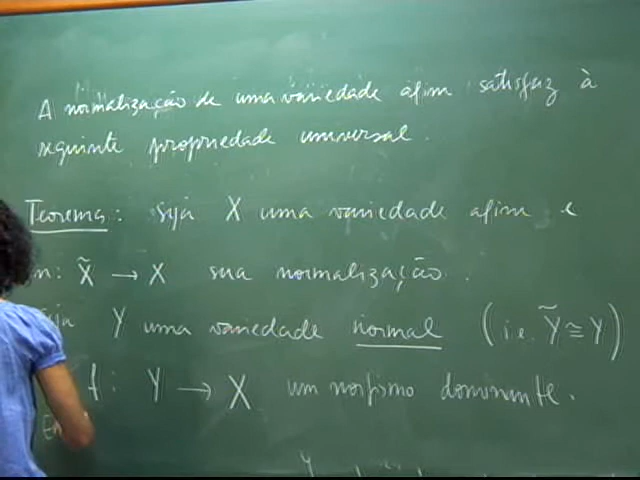 A normalização de uma variedade afim satisfaz à
seguinte propriedade universal.
Teorema: seja X uma variedade afim e
n: X̃ → X sua normalização.
Seja Y uma variedade normal (i.e. Ỹ ≅ Y)
f: Y → X um morfismo dominante.